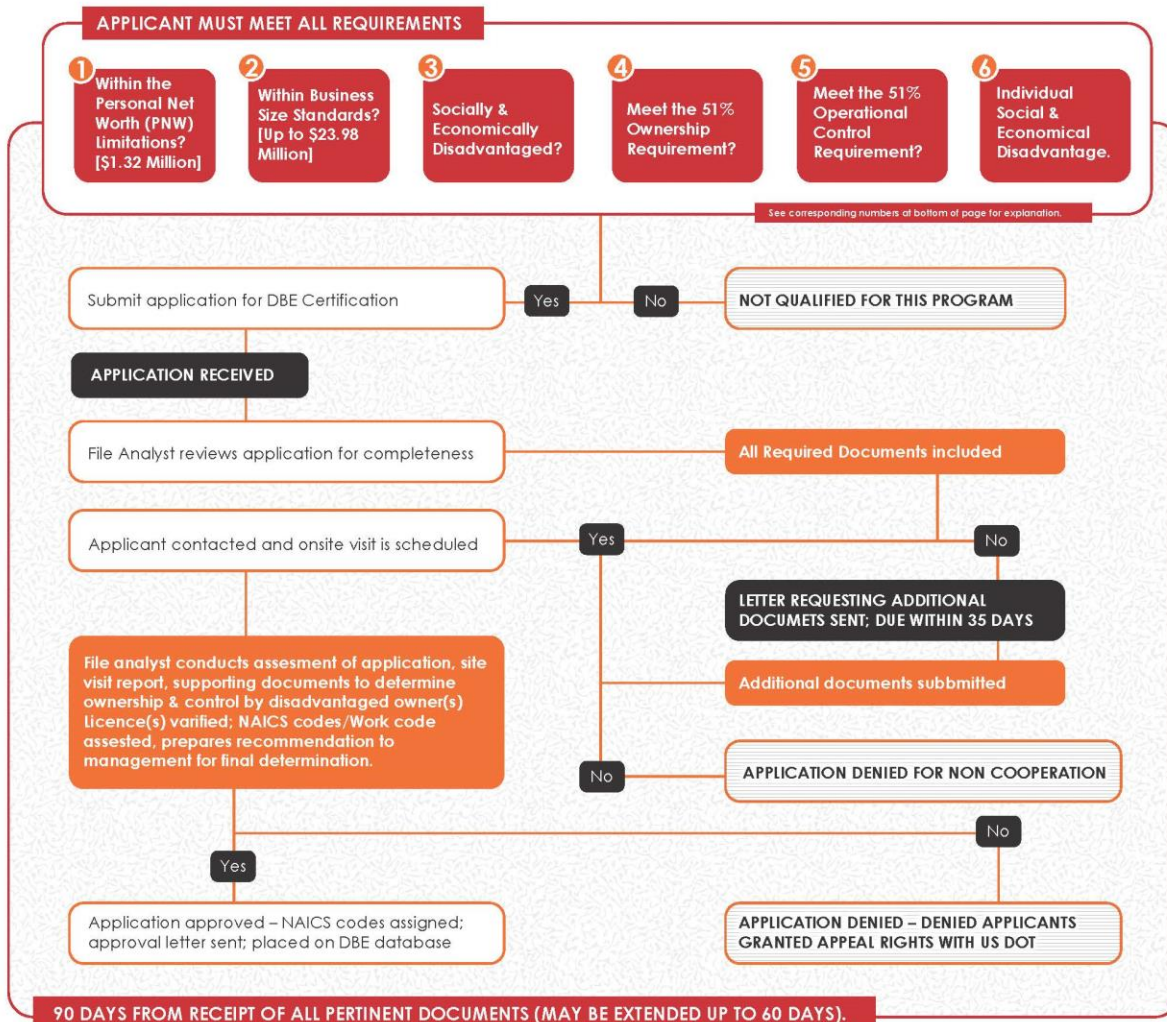 APPLICANT MUST MEET ALL REQUIREMENTS
1
Within the
Personal Net
Worth (PNW)
Limitations?
[$1.32 Million]
2
Within Business
Size Standards?
[Up to $23.98
Million]
3
Socially &
Economically
Disadvantaged?
4
Meet the 51%
Ownership
Requirement?
5
Meet the 51%
Operational
Control
Requirement?
6
Individual
Social &
Economical
Disadvantage.
See corresponding numbers at bottom of page for explanation.
Submit application for DBE Certification
Yes
No
NOT QUALIFIED FOR THIS PROGRAM
APPLICATION RECEIVED
File Analyst reviews application for completeness
All Required Documents included
Applicant contacted and onsite visit is scheduled
Yes
No
LETTER REQUESTING ADDITIONAL
DOCUMETS SENT; DUE WITHIN 35 DAYS
File analyst conducts assesment of application, site
visit report, supporting documents to determine
ownership & control by disadvantaged owner(s)
Licence(s) varified; NAICS codes/Work code
assested, prepares recommendation to
management for final determination.
Additional documents subbmitted
No
APPLICATION DENIED FOR NON COOPERATION
Yes
No
Application approved – NAICS codes assigned;
approval letter sent; placed on DBE database
APPLICATION DENIED – DENIED APPLICANTS
GRANTED APPEAL RIGHTS WITH US DOT
90 DAYS FROM RECEIPT OF ALL PERTINENT DOCUMENTS (MAY BE EXTENDED UP TO 60 DAYS).